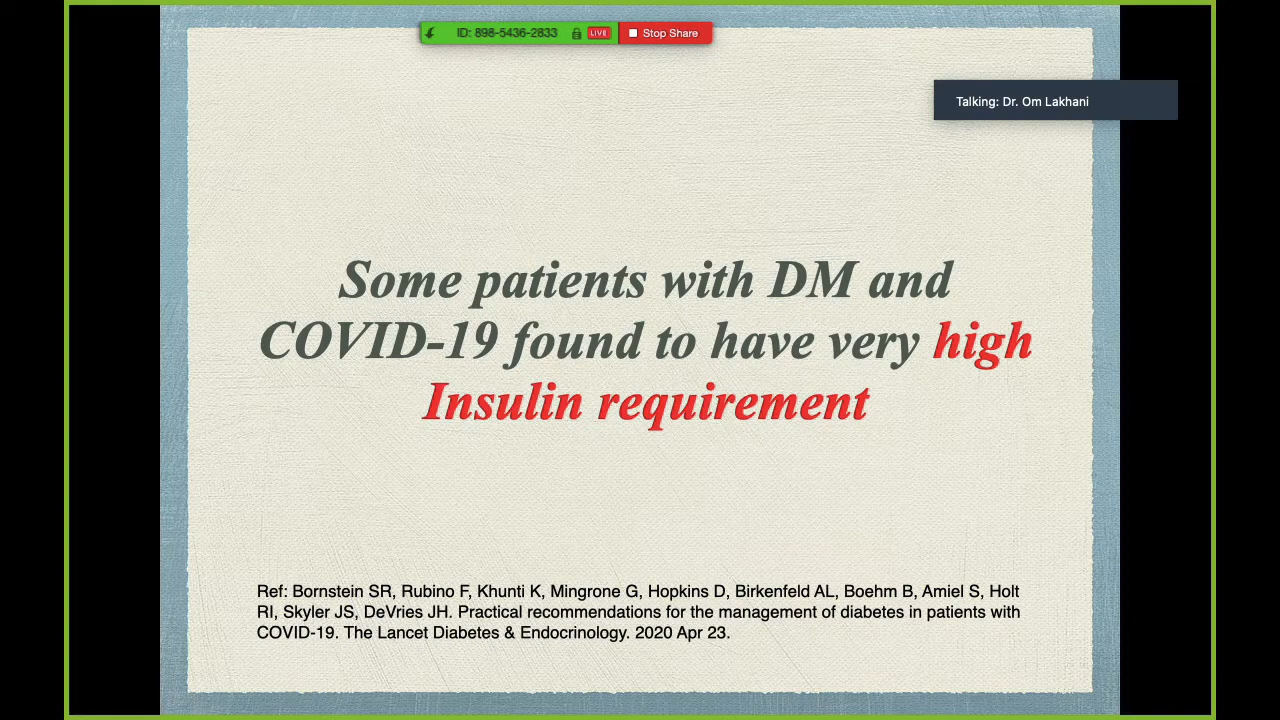 ID: 898-5436-2833 LIVE Stop Share
Talking: Dr. Om Lakhani
Some patients with DM and
COVID-19 found to have very high
Insulin requirement
Ref: Bornstein SR, Rubino F, Khunti K, Mingrone G, Hopkins D, Birkenfeld AL, Boehm B, Amiel S, Holt
RI, Skyler JS, DeVries JH. Practical recommendations for the management of diabetes in patients with
COVID-19. The Lancet Diabetes & Endocrinology. 2020 Apr 23.